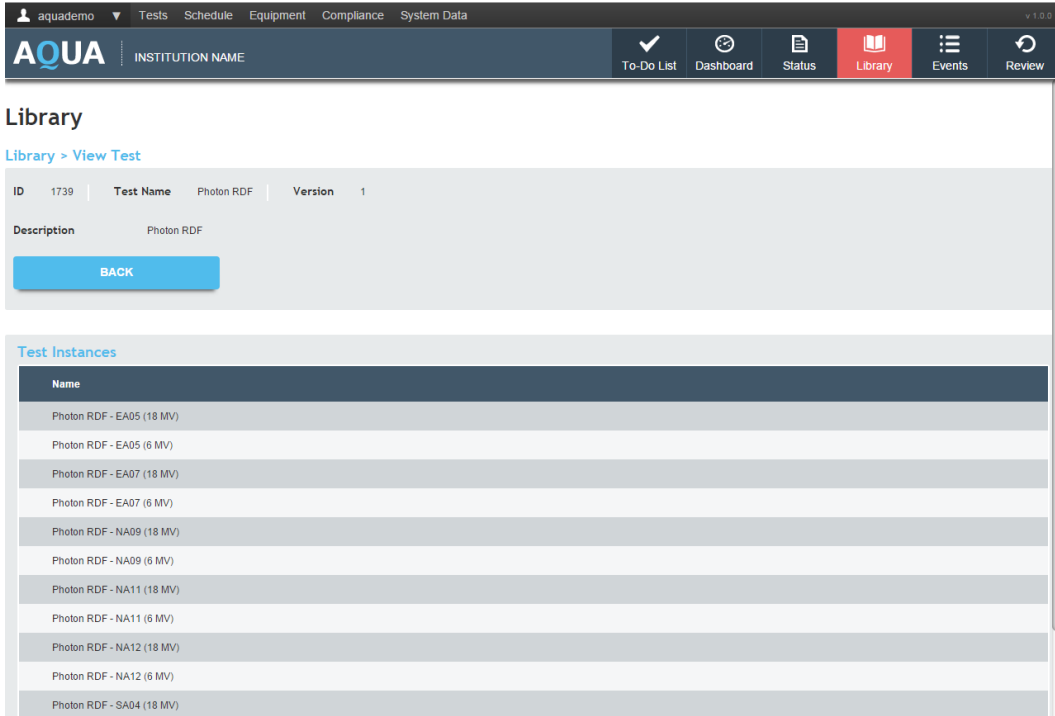 aquademo ▼ Tests Schedule Equipment Compliance System Data v 1.0.0
AQUA INSTITUTION NAME To-Do List Dashboard Status Library Events Review
Library
Library > View Test
ID 1739 Test Name Photon RDF Version 1
Description Photon RDF
BACK
Test Instances
Name
Photon RDF - EA05 (18 MV)
Photon RDF - EA05 (6 MV)
Photon RDF - EA07 (18 MV)
Photon RDF - EA07 (6 MV)
Photon RDF - NA09 (18 MV)
Photon RDF - NA09 (6 MV)
Photon RDF - NA11 (18 MV)
Photon RDF - NA11 (6 MV)
Photon RDF - NA12 (18 MV)
Photon RDF - NA12 (6 MV)
Photon RDF - SA04 (18 MV)